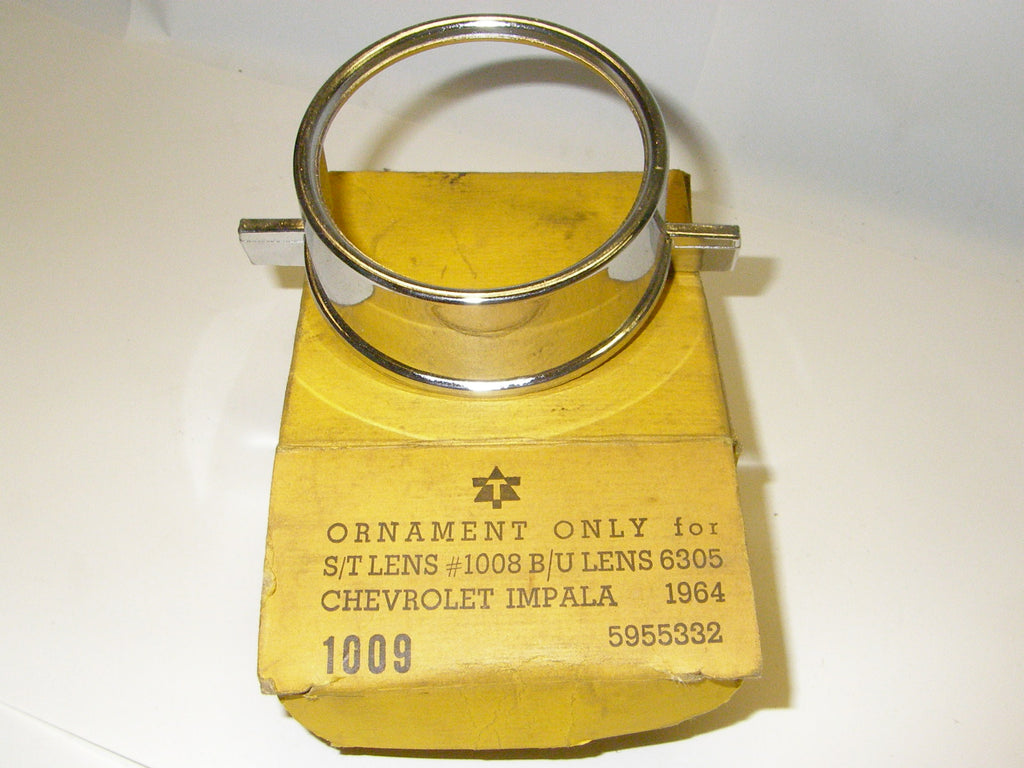 T
ORNAMENT ONLY for
S/T LENS #1008 B/U LENS 6305
CHEVROLET IMPALA 1964
1009 5955332